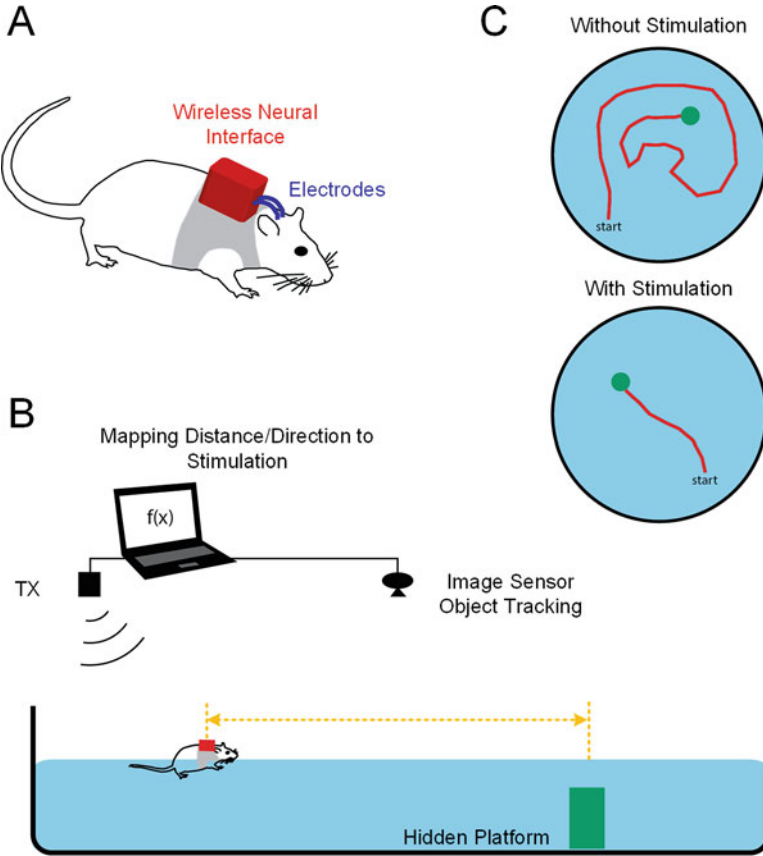 A
Wireless Neural
Interface
Electrodes
B
Mapping Distance/Direction to
Stimulation
f(x)
TX
Image Sensor
Object Tracking
Hidden Platform
C
Without Stimulation
start
With Stimulation
start